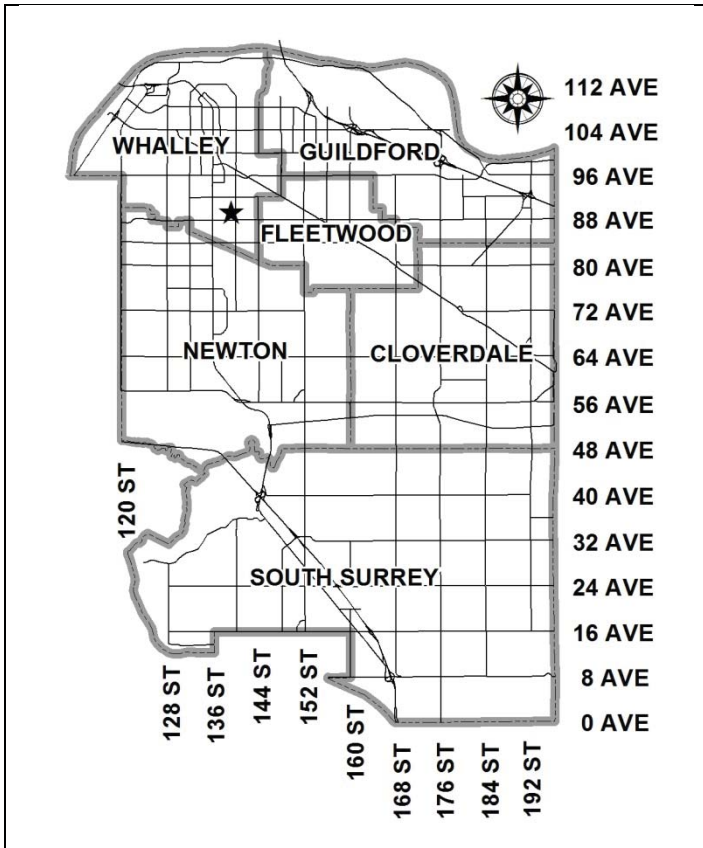 112 AVE
104 AVE
WHALLEY
GUILDFORD
96 AVE
88 AVE
FLEETWOOD
80 AVE
72 AVE
NEWTON
CLOVERDALE
64 AVE
56 AVE
48 AVE
120 ST
40 AVE
32 AVE
SOUTH SURREY
24 AVE
16 AVE
128 ST
136 ST
144 ST
152 ST
160 ST
8 AVE
0 AVE
168 ST
176 ST
184 ST
192 ST